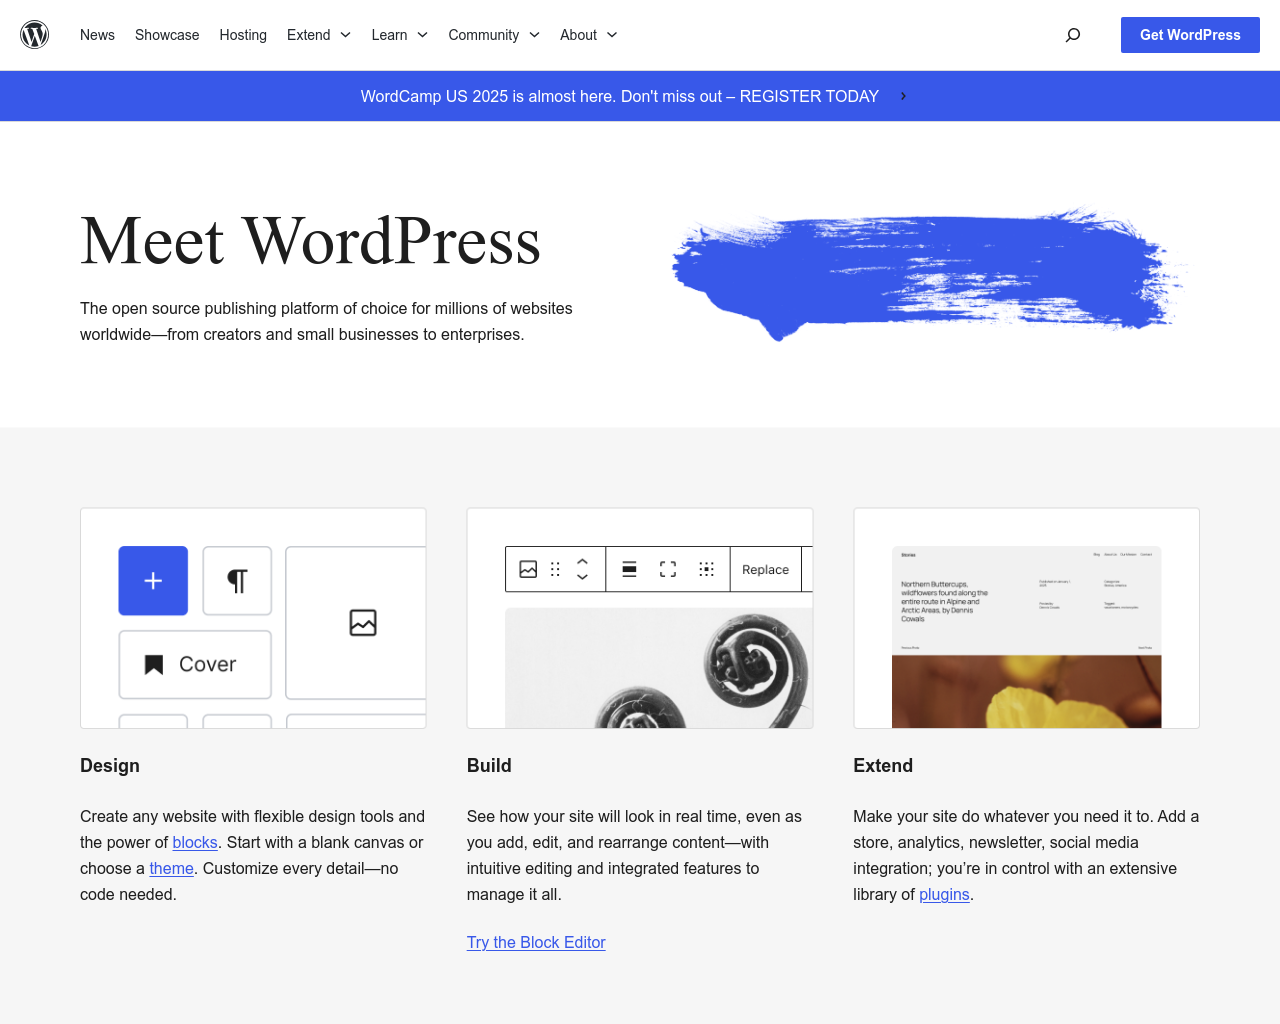 News Showcase Hosting Extend Learn Community About Get WordPress
WordCamp US 2025 is almost here. Don't miss out – REGISTER TODAY
Meet WordPress
The open source publishing platform of choice for millions of websites
worldwide—from creators and small businesses to enterprises.
Cover
Replace
Stories
Blog About Us Our Mission Contact
Northern Buttercups,
wildflowers found along the
entire route in Alpine and
Arctic Areas, by Dennis
Cowals
Design
Create any website with flexible design tools and
the power of blocks. Start with a blank canvas or
choose a theme. Customize every detail—no
code needed.
Build
See how your site will look in real time, even as
you add, edit, and rearrange content—with
intuitive editing and integrated features to
manage it all.
Try the Block Editor
Extend
Make your site do whatever you need it to. Add a
store, analytics, newsletter, social media
integration; you’re in control with an extensive
library of plugins.